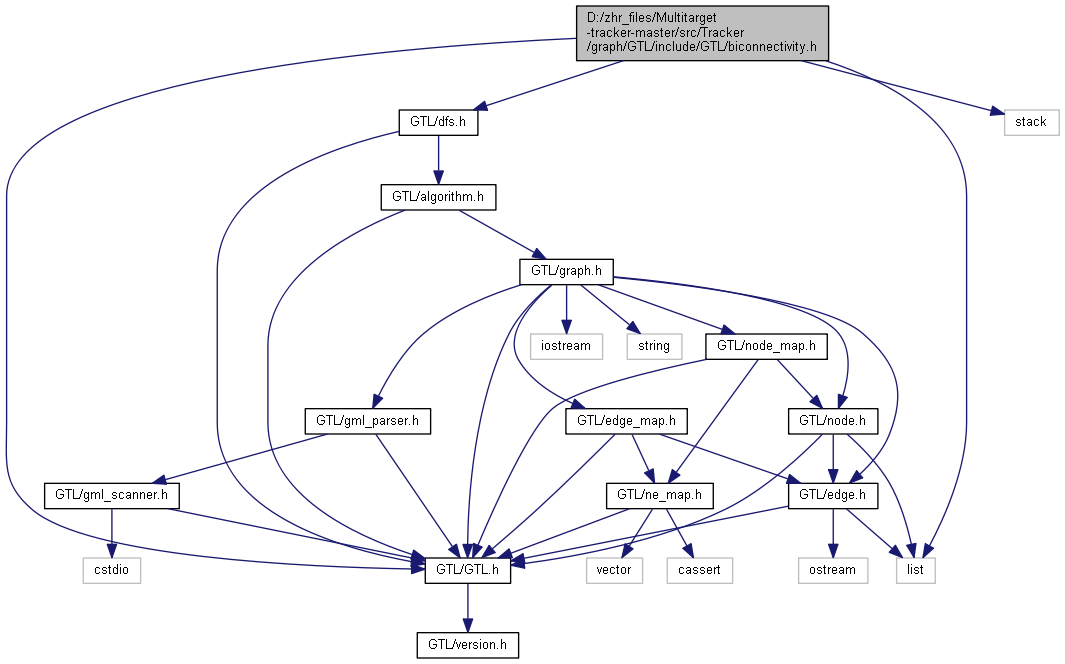 D:/zhr_files/Multitarget
-tracker-master/src/Tracker
/graph/GTL/include/GTL/biconnectivity.h
GTL/dfs.h
stack
GTL/algorithm.h
GTL/graph.h
iostream
string
GTL/node_map.h
GTL/gml_parser.h
GTL/edge_map.h
GTL/node.h
GTL/gml_scanner.h
GTL/ne_map.h
GTL/edge.h
cstdio
GTL/GTL.h
vector
cassert
ostream
list
GTL/version.h